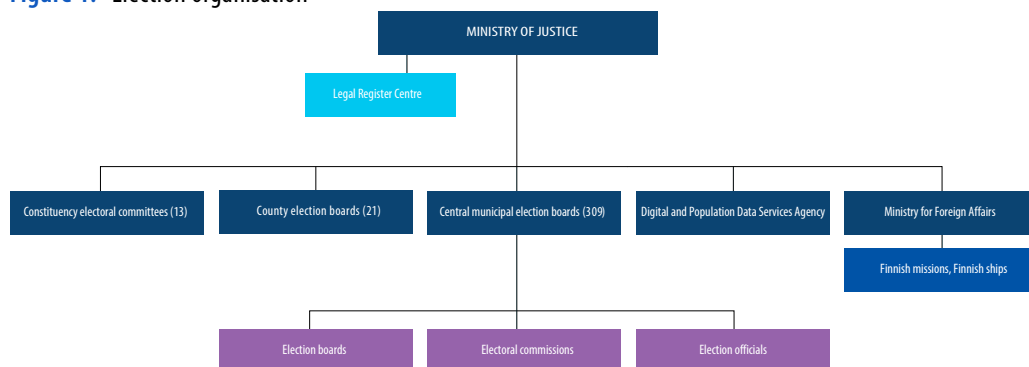 Figure 1. Election organisation
MINISTRY OF JUSTICE
Legal Register Centre
Constituency electoral committees (13)
County election boards (21)
Central municipal election boards (309)
Digital and Population Data Services Agency
Ministry for Foreign Affairs
Finnish missions, Finnish ships
Election boards
Electoral commissions
Election officials